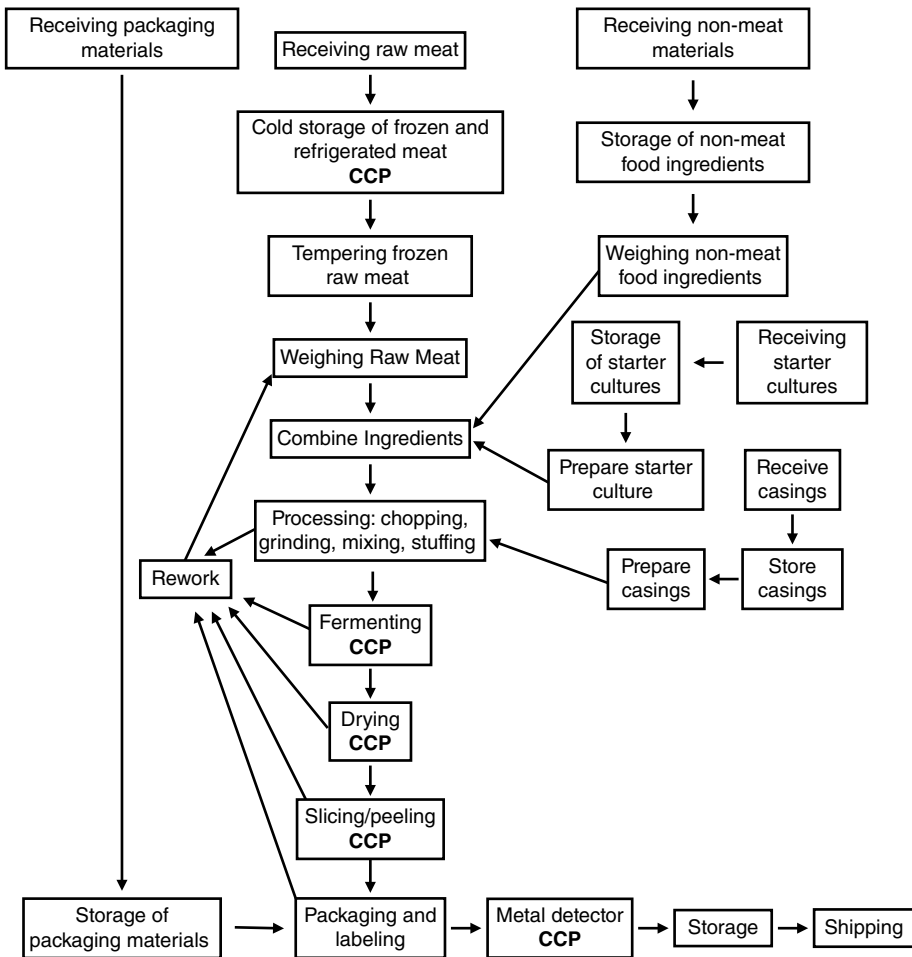 Receiving packaging
materials
Receiving raw meat
Receiving non-meat
materials
Cold storage of frozen and
refrigerated meat
CCP
Storage of non-meat
food ingredients
Tempering frozen
raw meat
Weighing non-meat
food ingredients
Storage
of starter
cultures
Receiving
starter
cultures
Weighing Raw Meat
Combine Ingredients
Prepare starter
culture
Receive
casings
Processing: chopping,
grinding, mixing, stuffing
Rework
Prepare
casings
Store
casings
Fermenting
CCP
Drying
CCP
Slicing/peeling
CCP
Storage of
packaging materials
Packaging and
labeling
Metal detector
CCP
Storage
Shipping